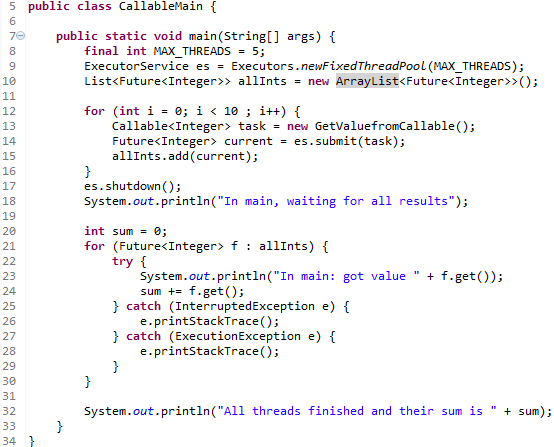 5 public class CallableMain {
6
7 public static void main(String[] args) {
8 final int MAX_THREADS = 5;
9 ExecutorService es = Executors.newFixedThreadPool(MAX_THREADS);
10 List<Future<Integer>> allInts = new ArrayList<Future<Integer>>();
11
12 for (int i = 0; i < 10 ; i++) {
13 Callable<Integer> task = new GetValuefromCallable();
14 Future<Integer> current = es.submit(task);
15 allInts.add(current);
16 }
17 es.shutdown();
18 System.out.println("In main, waiting for all results");
19
20 int sum = 0;
21 for (Future<Integer> f : allInts) {
22 try {
23 System.out.println("In main: got value " + f.get());
24 sum += f.get();
25 } catch (InterruptedException e) {
26 e.printStackTrace();
27 } catch (ExecutionException e) {
28 e.printStackTrace();
29 }
30 }
31
32 System.out.println("All threads finished and their sum is " + sum);
33 }
34 }